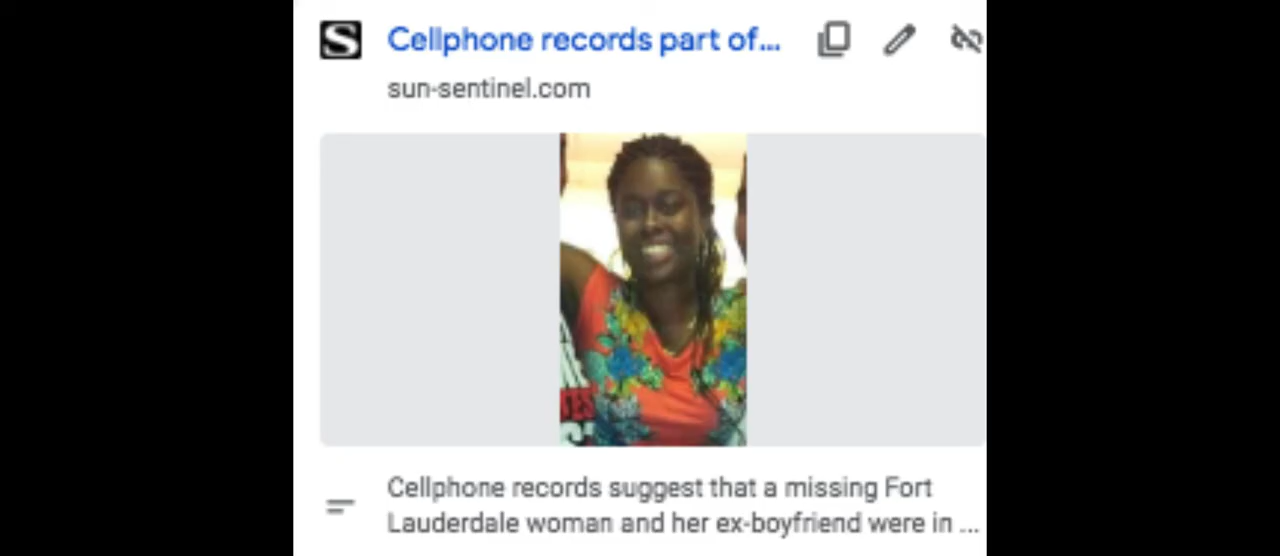 S Cellphone records part of...
sun-sentinel.com
Cellphone records suggest that a missing Fort
Lauderdale woman and her ex-boyfriend were in ...